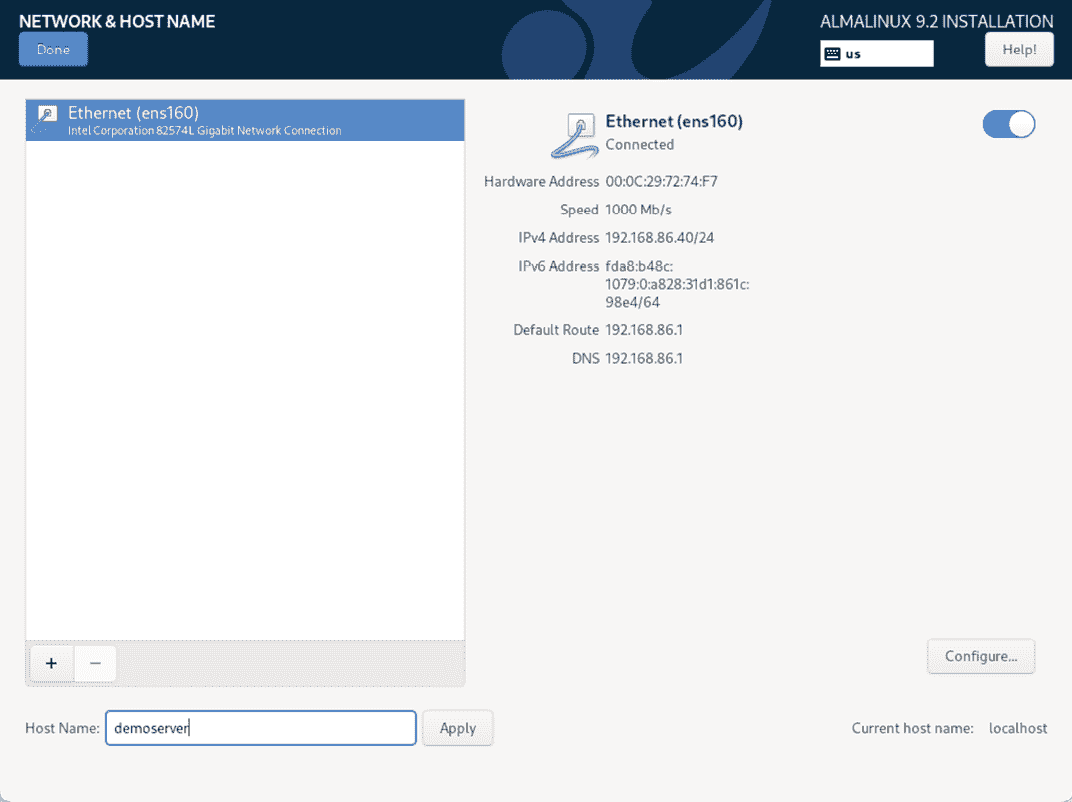 NETWORK & HOST NAME
ALMALINUX 9.2 INSTALLATION
Done
us
Help!
Ethernet (ens160)
Intel Corporation 82574L Gigabit Network Connection
Ethernet (ens160)
Connected
Hardware Address 00:0C:29:72:74:F7
Speed 1000 Mb/s
IPv4 Address 192.168.86.40/24
IPv6 Address fda8:b48c:
1079:0:a828:31d1:861c:
98e4/64
Default Route 192.168.86.1
DNS 192.168.86.1
+ −
Configure...
Host Name: demoserver Apply
Current host name: localhost